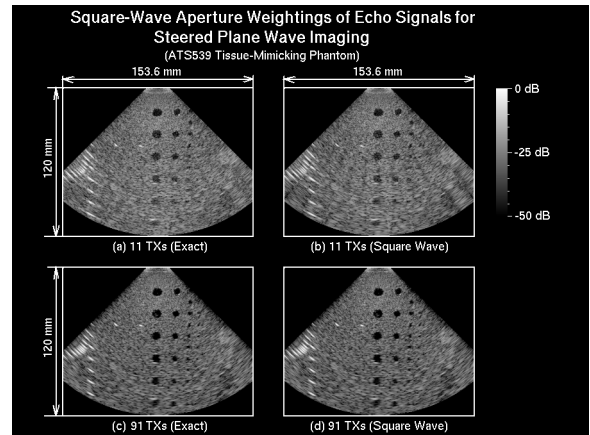 Square-Wave Aperture Weightings of Echo Signals for
Steered Plane Wave Imaging
(ATS539 Tissue-Mimicking Phantom)
153.6 mm
153.6 mm
120 mm
0 dB
-25 dB
-50 dB
(a) 11 TXs (Exact)
(b) 11 TXs (Square Wave)
120 mm
(c) 91 TXs (Exact)
(d) 91 TXs (Square Wave)